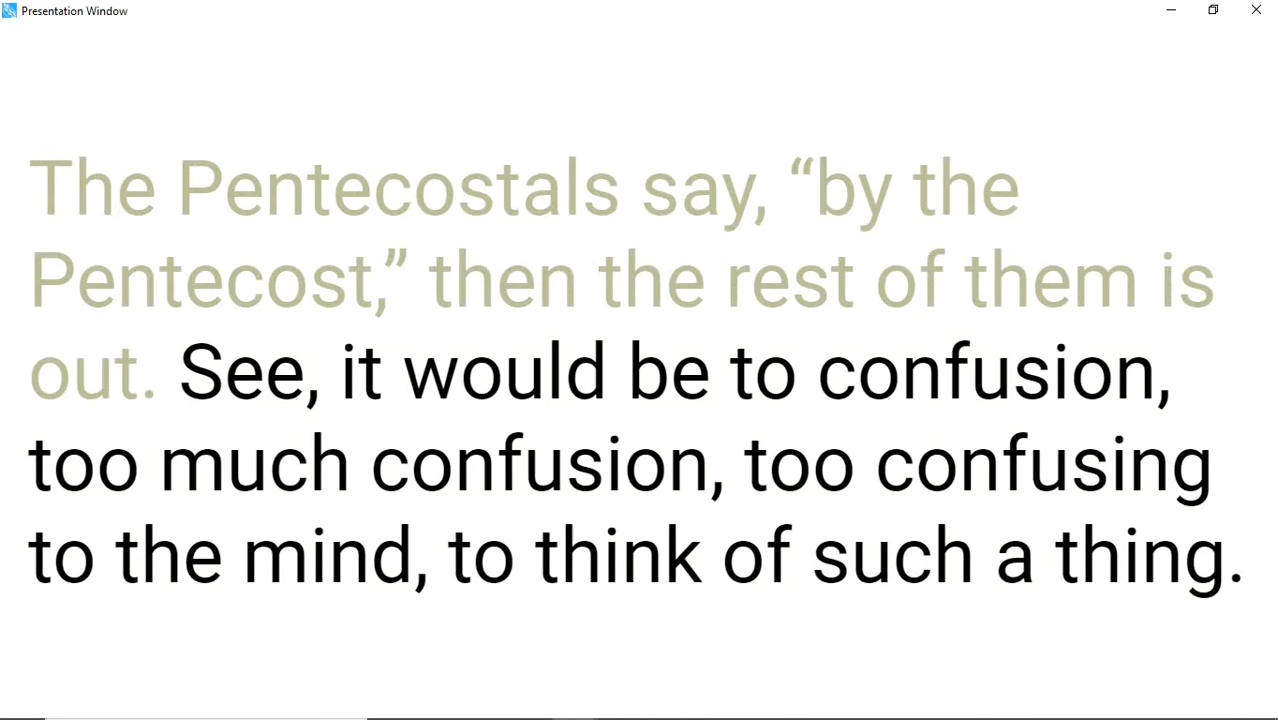 Presentation Window
The Pentecostals say, “by the
Pentecost,” then the rest of them is
out. See, it would be to confusion,
too much confusion, too confusing
to the mind, to think of such a thing.